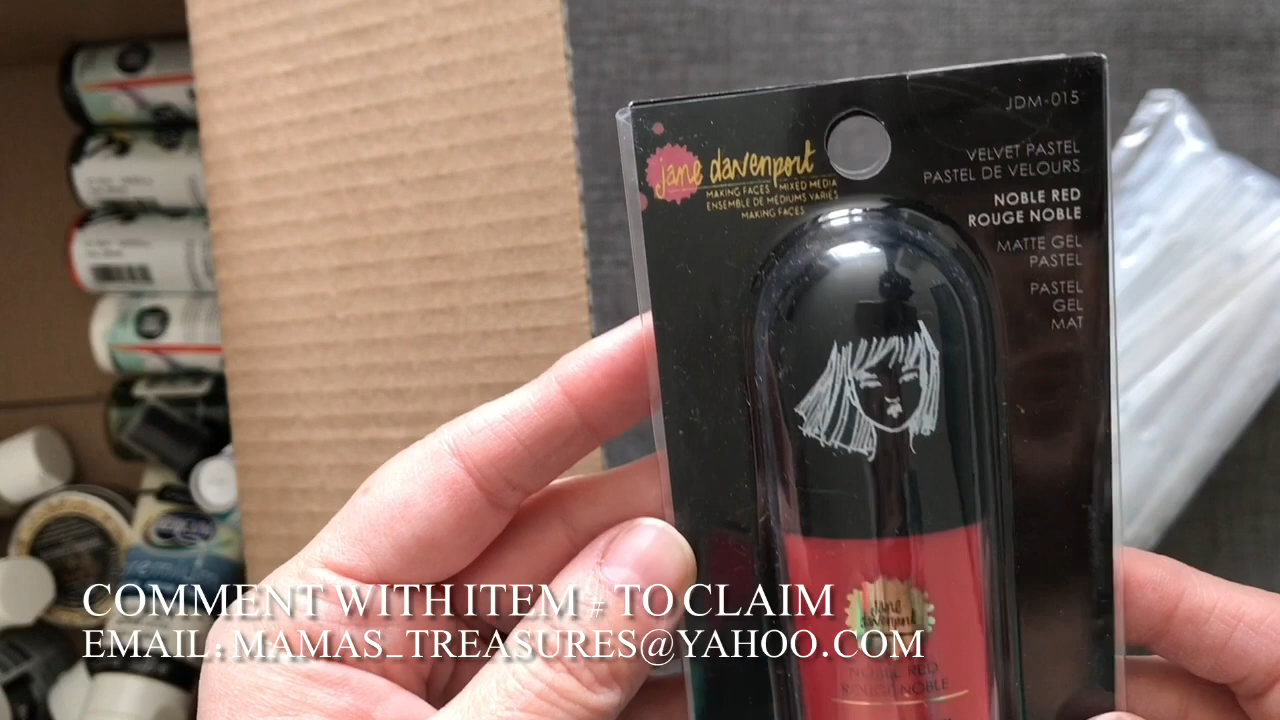 JDM-015
jane davenport
MAKING FACES MIXED MEDIA
ENSEMBLE DE MÉDIUMS VARIÉS
MAKING FACES
VELVET PASTEL
PASTEL DE VELOURS
NOBLE RED
ROUGE NOBLE
MATTE GEL
PASTEL
PASTEL
GEL
MAT
jane
davenport
NOBLE RED
ROUGE NOBLE
COMMENT WITH ITEM # TO CLAIM
EMAIL: MAMAS_TREASURES@YAHOO.COM